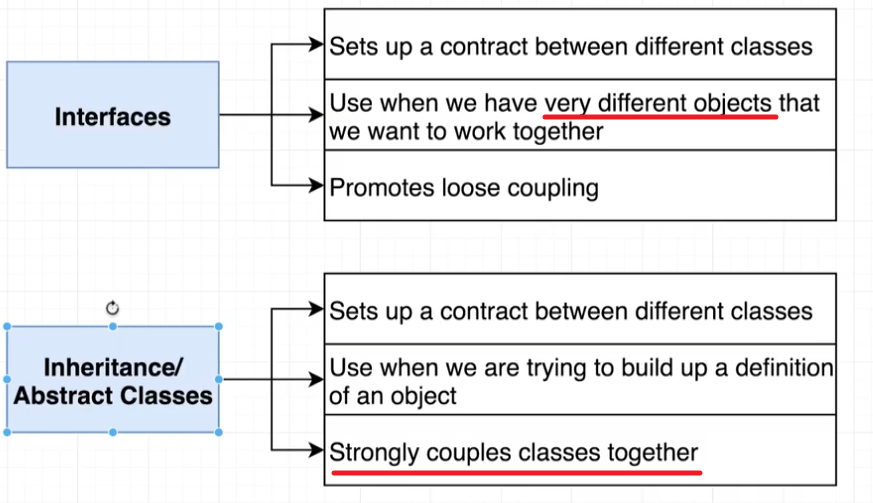 Interfaces
Sets up a contract between different classes
Use when we have very different objects that
we want to work together
Promotes loose coupling
Inheritance/
Abstract Classes
Sets up a contract between different classes
Use when we are trying to build up a definition
of an object
Strongly couples classes together